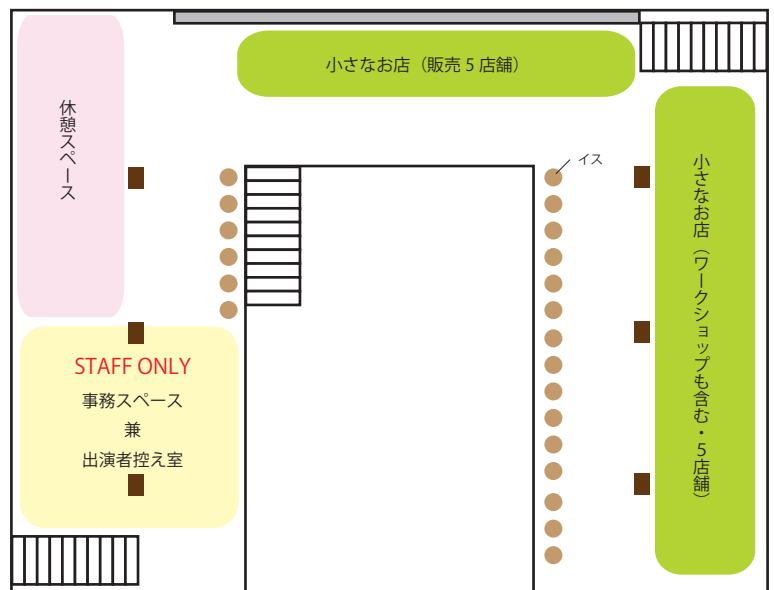 小さなお店（販売 5 店舗）
休憩スペース
イス
小さなお店（ワークショップも含む・5店舗）
STAFF ONLY
事務スペース
兼
出演者控え室